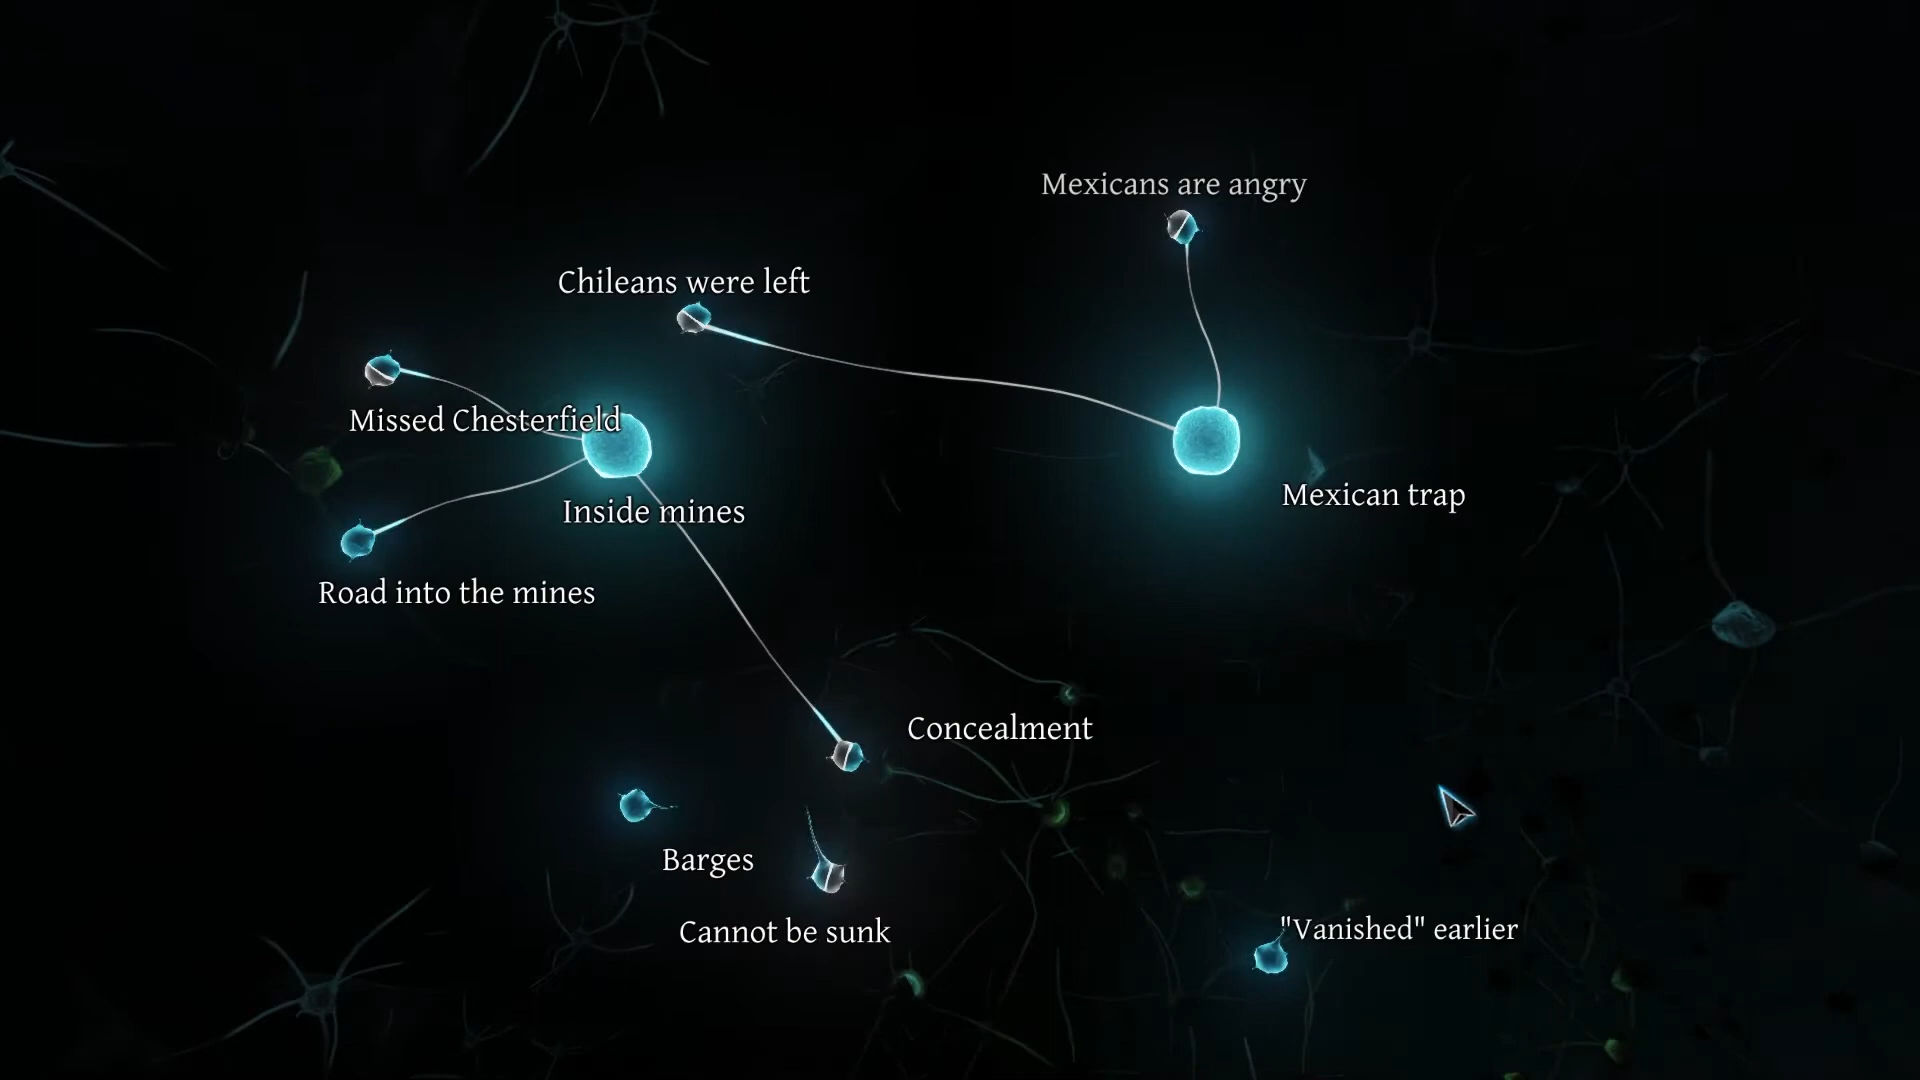 Mexicans are angry
Chileans were left
Missed Chesterfield
Mexican trap
Inside mines
Road into the mines
Concealment
Barges
"Vanished" earlier
Cannot be sunk